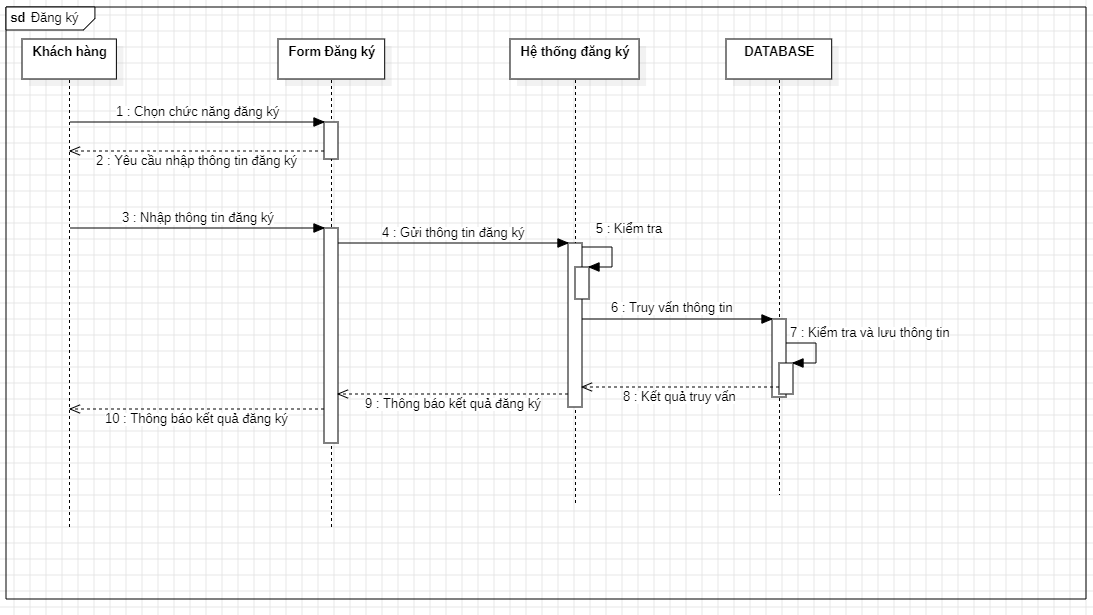 sd Đăng ký
Khách hàng
Form Đăng ký
Hệ thống đăng ký
DATABASE
1 : Chọn chức năng đăng ký
2 : Yêu cầu nhập thông tin đăng ký
3 : Nhập thông tin đăng ký
4 : Gửi thông tin đăng ký
5 : Kiểm tra
6 : Truy vấn thông tin
7 : Kiểm tra và lưu thông tin
8 : Kết quả truy vấn
9 : Thông báo kết quả đăng ký
10 : Thông báo kết quả đăng ký